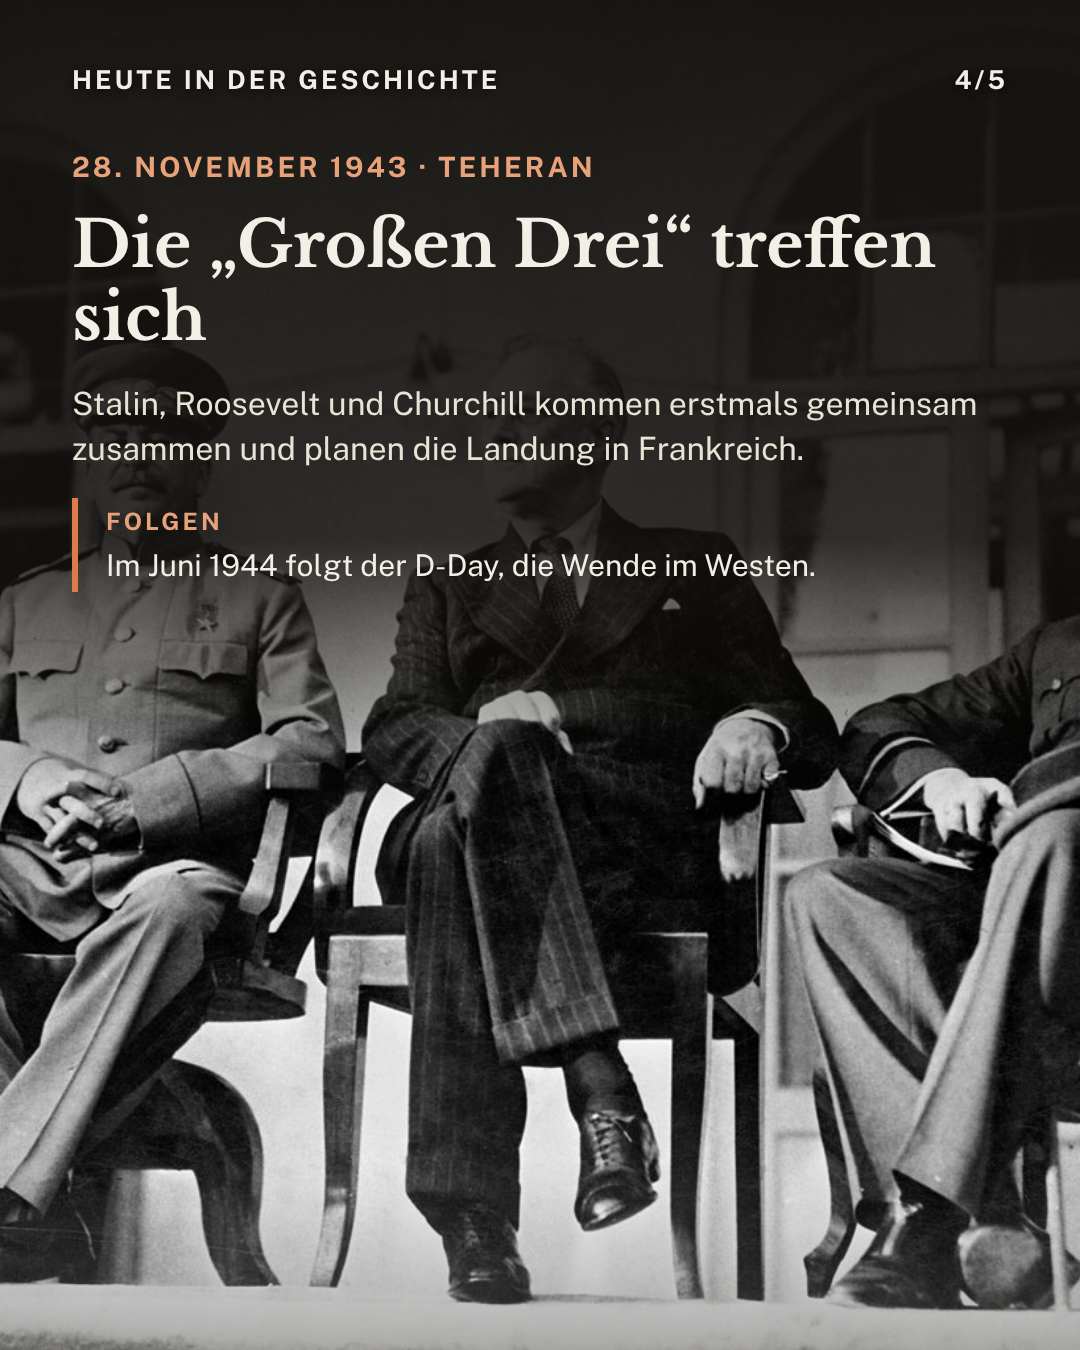 HEUTE IN DER GESCHICHTE
4/5
28. NOVEMBER 1943 · TEHERAN
Die „Großen Drei“ treffen
sich
Stalin, Roosevelt und Churchill kommen erstmals gemeinsam
zusammen und planen die Landung in Frankreich.
FOLGEN
Im Juni 1944 folgt der D-Day, die Wende im Westen.